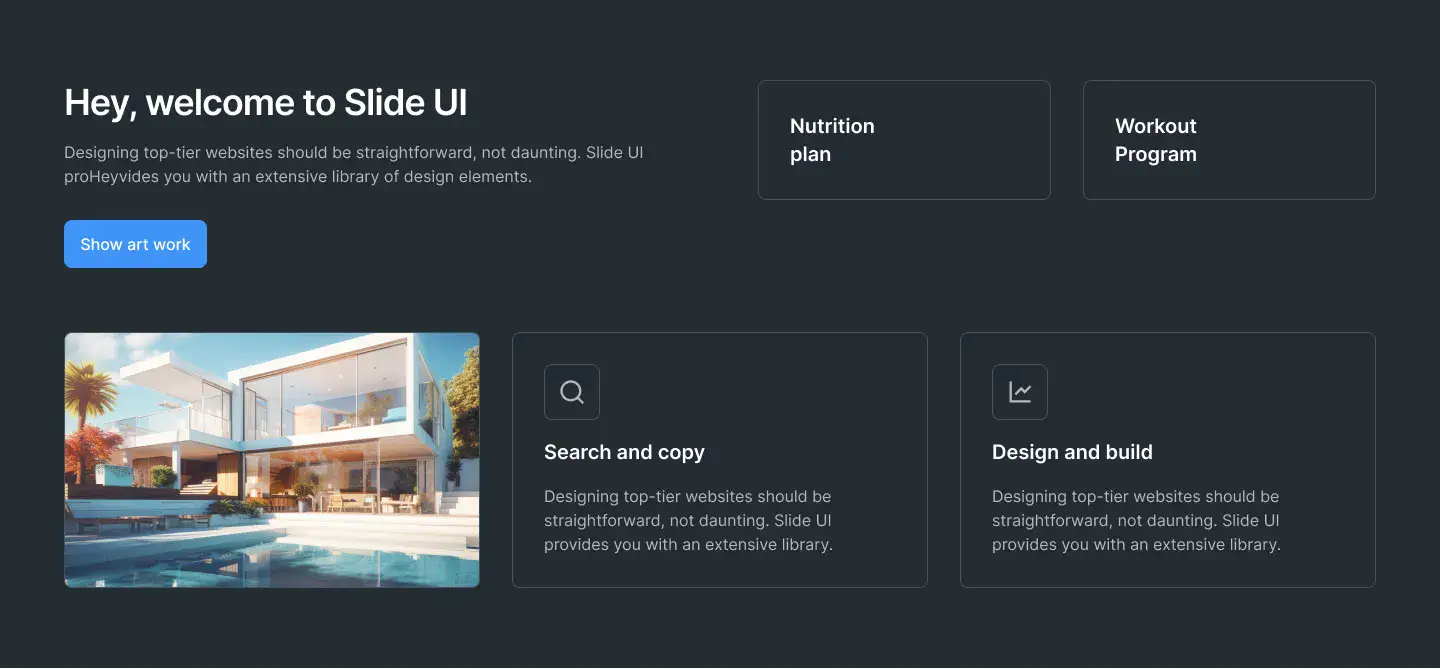 Hey, welcome to Slide UI
Designing top-tier websites should be straightforward, not daunting. Slide UI
proHeyvides you with an extensive library of design elements.
Show art work
Nutrition
plan
Workout
Program
Search and copy
Designing top-tier websites should be
straightforward, not daunting. Slide UI
provides you with an extensive library.
Design and build
Designing top-tier websites should be
straightforward, not daunting. Slide UI
provides you with an extensive library.